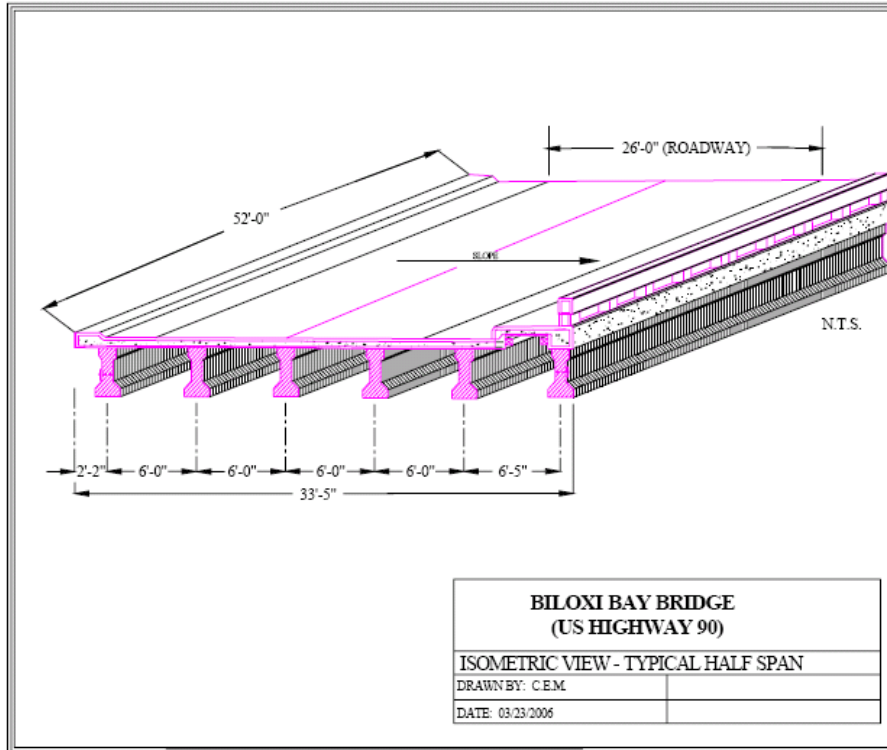 26'-0" (ROADWAY)
52'-0"
SLOPE
N.T.S.
2'-2" 6'-0" 6'-0" 6'-0" 6'-0" 6'-5"
33'-5"
BILOXI BAY BRIDGE
(US HIGHWAY 90)
ISOMETRIC VIEW - TYPICAL HALF SPAN
DRAWN BY: C.E.M.
DATE: 03/23/2006